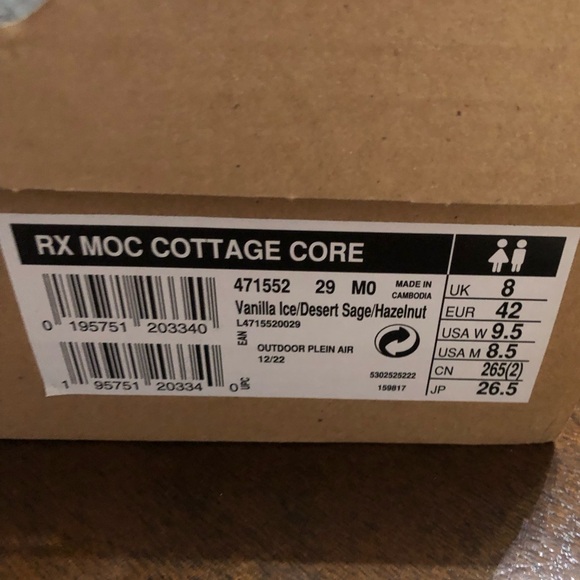 RX MOC COTTAGE CORE
471552 29 M0 MADE IN CAMBODIA
Vanilla Ice/Desert Sage/Hazelnut
L4715520029
EAN
0 195751 203340
OUTDOOR PLEIN AIR
12/22
5302525222
159817
1 95751 20334 0
UPC
UK 8
EUR 42
USA W 9.5
USA M 8.5
CN 265(2)
JP 26.5